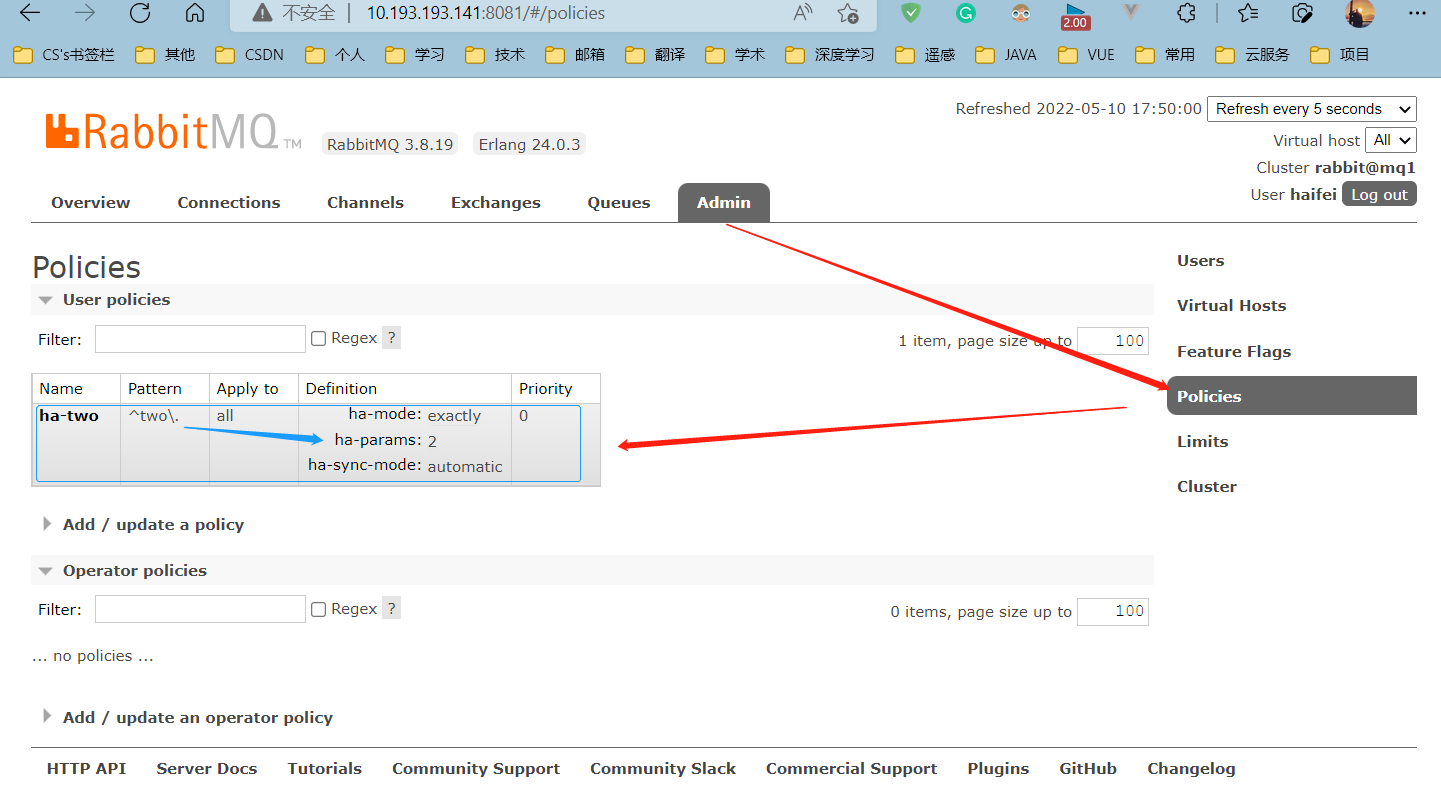 不安全 10.193.193.141:8081/#/policies
2.00
CS's书签栏 其他 CSDN 个人 学习 技术 邮箱 翻译 学术 深度学习 遥感 JAVA VUE 常用 云服务 项目
Refreshed 2022-05-10 17:50:00 Refresh every 5 seconds
RabbitMQ TM RabbitMQ 3.8.19 Erlang 24.0.3
Virtual host All
Cluster rabbit@mq1
User haifei Log out
Overview Connections Channels Exchanges Queues Admin
Policies
User policies
Filter: Regex ? 1 item, page size up to 100
Name Pattern Apply to Definition Priority
ha-two ^two\. all ha-mode: exactly 0
ha-params: 2
ha-sync-mode: automatic
Add / update a policy
Operator policies
Filter: Regex ? 0 items, page size up to 100
... no policies ...
Add / update an operator policy
Users
Virtual Hosts
Feature Flags
Policies
Limits
Cluster
HTTP API Server Docs Tutorials Community Support Community Slack Commercial Support Plugins GitHub Changelog